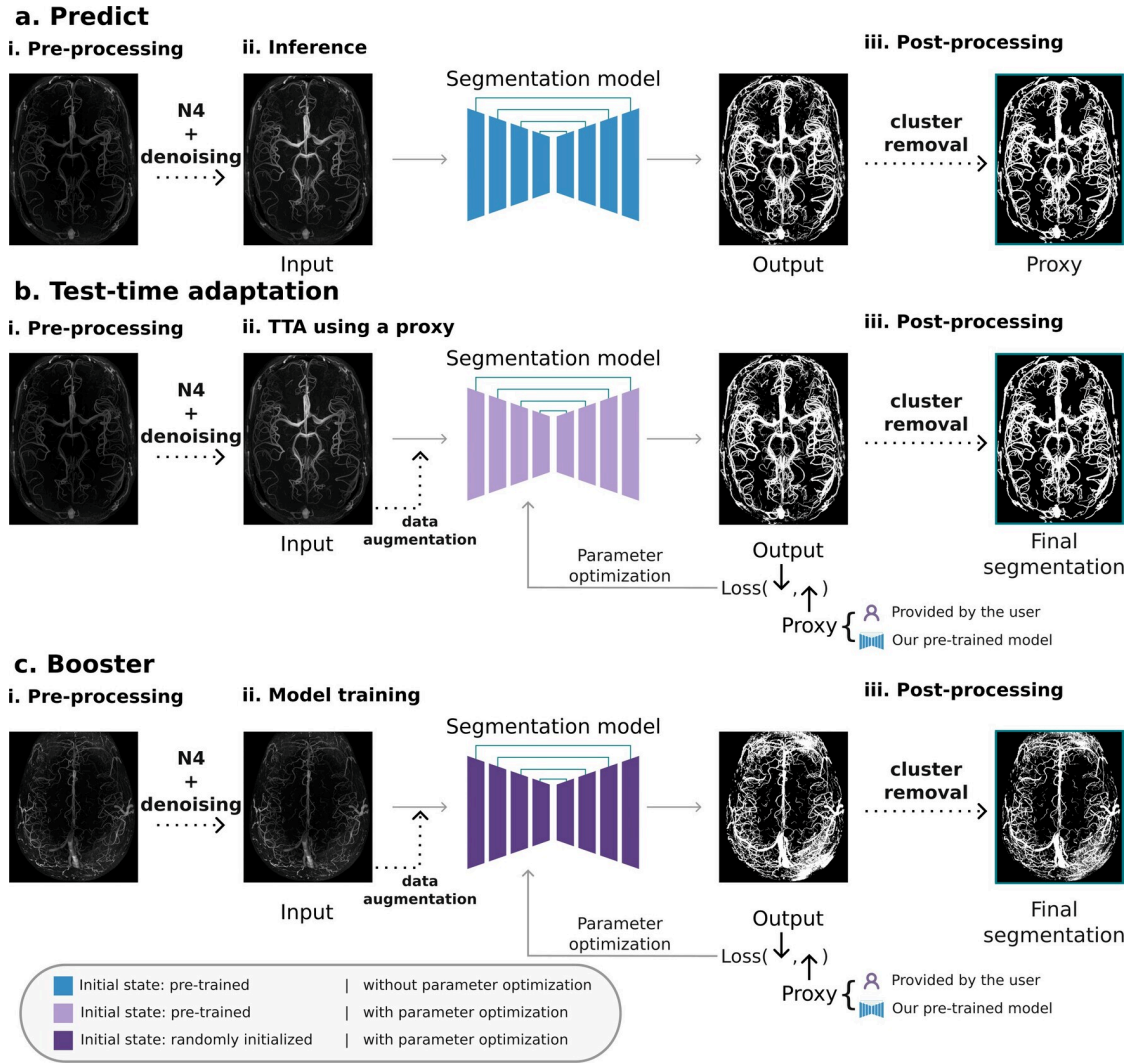 a. Predict
i. Pre-processing
ii. Inference
iii. Post-processing
N4
+
denoising
Segmentation model
cluster
removal
Input
Output
Proxy
b. Test-time adaptation
i. Pre-processing
ii. TTA using a proxy
iii. Post-processing
N4
+
denoising
Segmentation model
cluster
removal
data
augmentation
Input
Parameter
optimization
Output
Loss( , )
Proxy {
Provided by the user
Our pre-trained model
Final
segmentation
c. Booster
i. Pre-processing
ii. Model training
iii. Post-processing
N4
+
denoising
Segmentation model
cluster
removal
data
augmentation
Input
Parameter
optimization
Output
Loss( , )
Proxy {
Provided by the user
Our pre-trained model
Final
segmentation
Initial state: pre-trained | without parameter optimization
Initial state: pre-trained | with parameter optimization
Initial state: randomly initialized | with parameter optimization